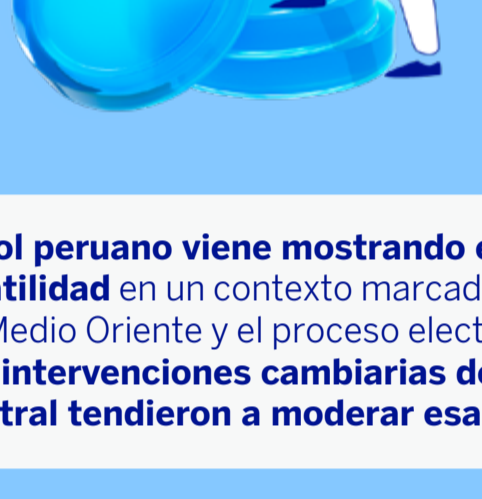 ol peruano viene mostrando
tilidad en un contexto marcad
Medio Oriente y el proceso elect
intervenciones cambiarias d
tral tendieron a moderar esa